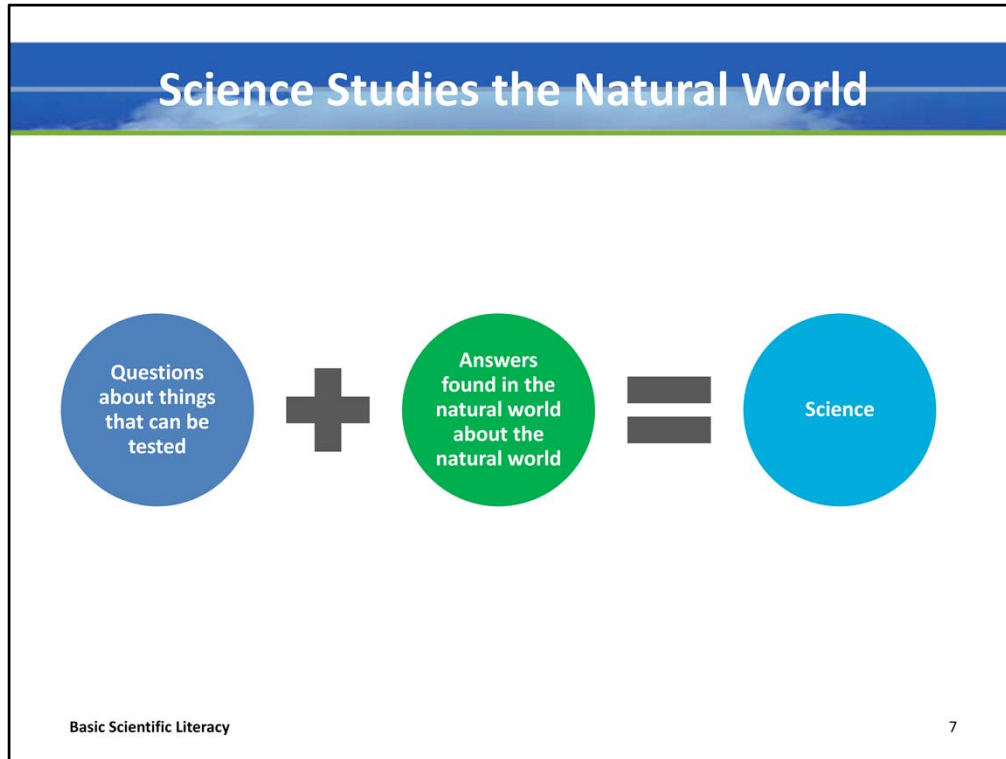 Science Studies the Natural World
Questions
about things
that can be
tested
Answers
found in the
natural world
about the
natural world
Science
Basic Scientific Literacy
7